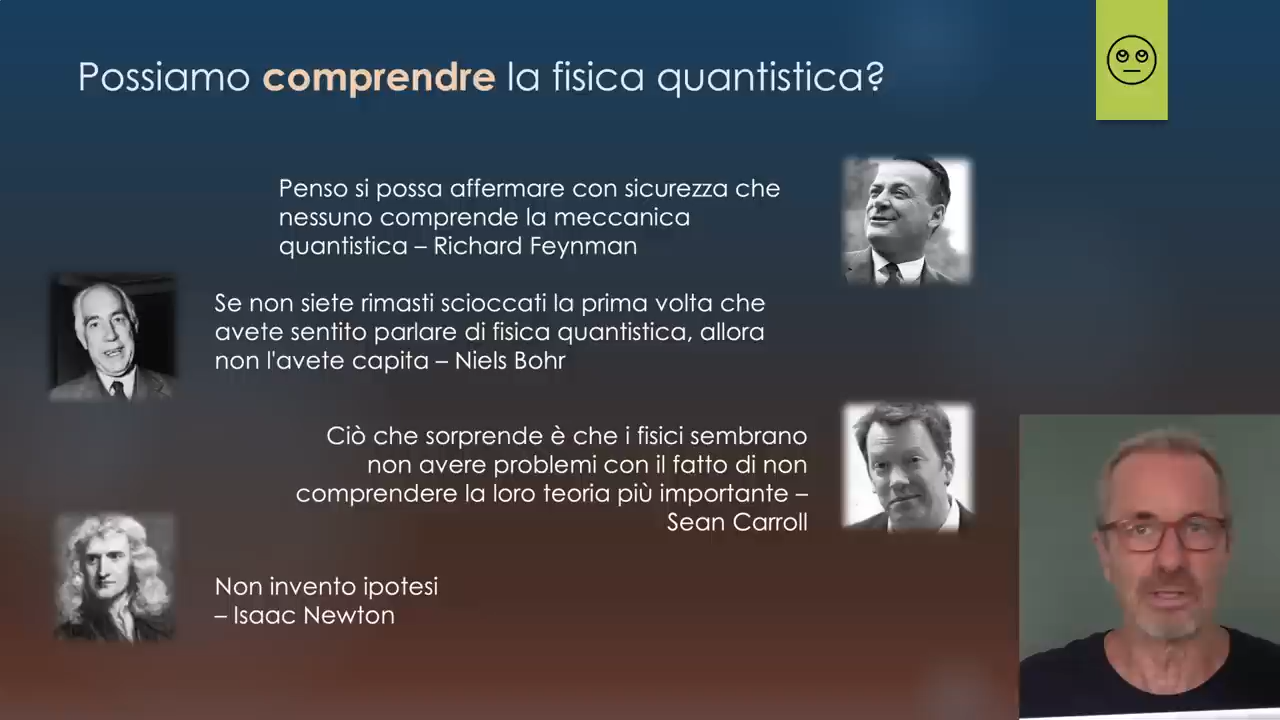 Possiamo comprendre la fisica quantistica?
Penso si possa affermare con sicurezza che
nessuno comprende la meccanica
quantistica – Richard Feynman
Se non siete rimasti scioccati la prima volta che
avete sentito parlare di fisica quantistica, allora
non l'avete capita – Niels Bohr
Ciò che sorprende è che i fisici sembrano
non avere problemi con il fatto di non
comprendere la loro teoria più importante –
Sean Carroll
Non invento ipotesi
– Isaac Newton